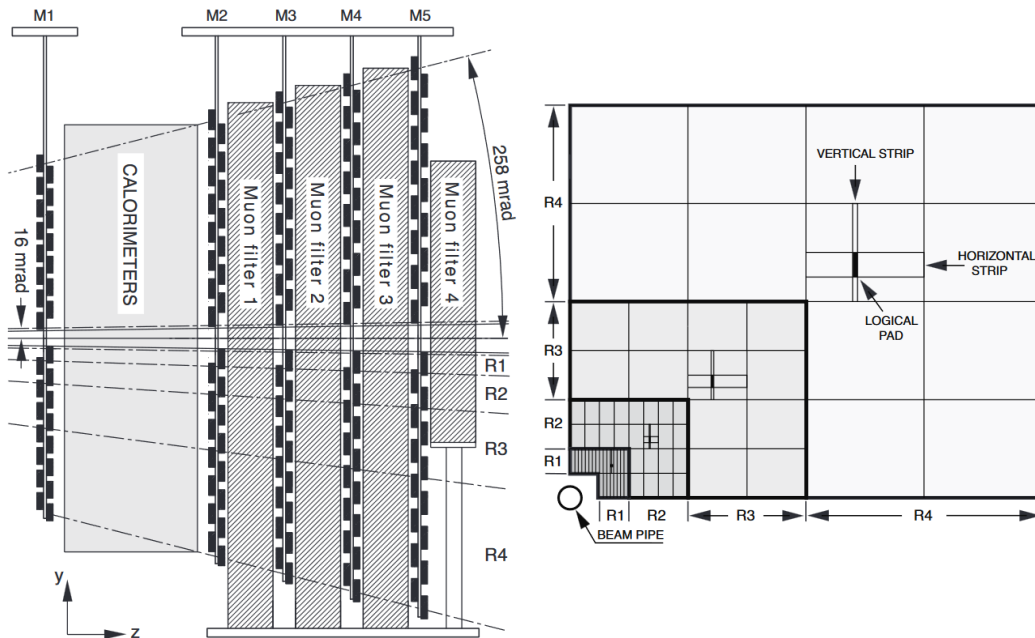 M1
M2
M3
M4
M5
CALORIMETERS
Muon filter 1
Muon filter 2
Muon filter 3
Muon filter 4
258 mrad
16 mrad
R1
R2
R3
R4
y
z
R4
R3
R2
R1
VERTICAL STRIP
HORIZONTAL
STRIP
LOGICAL
PAD
R1
R2
R3
R4
BEAM PIPE